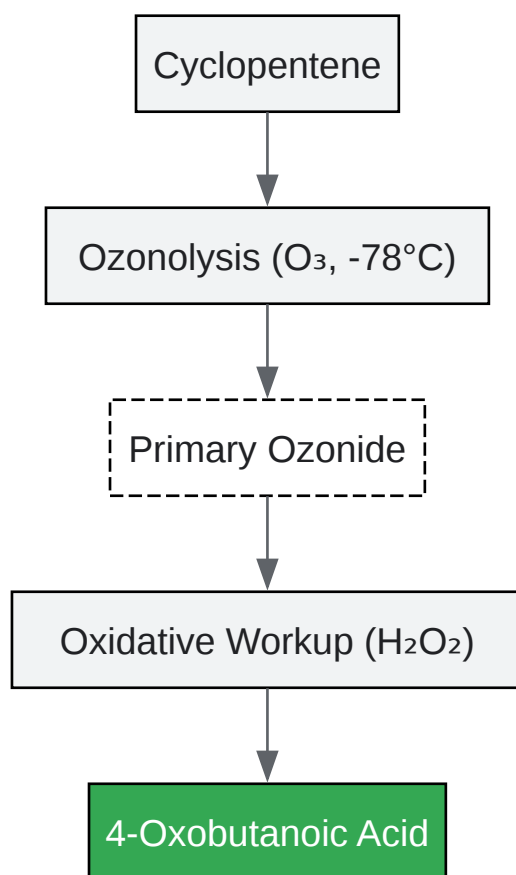 Cyclopentene
Ozonolysis (O₃, -78°C)
Primary Ozonide
Oxidative Workup (H₂O₂)
4-Oxobutanoic Acid